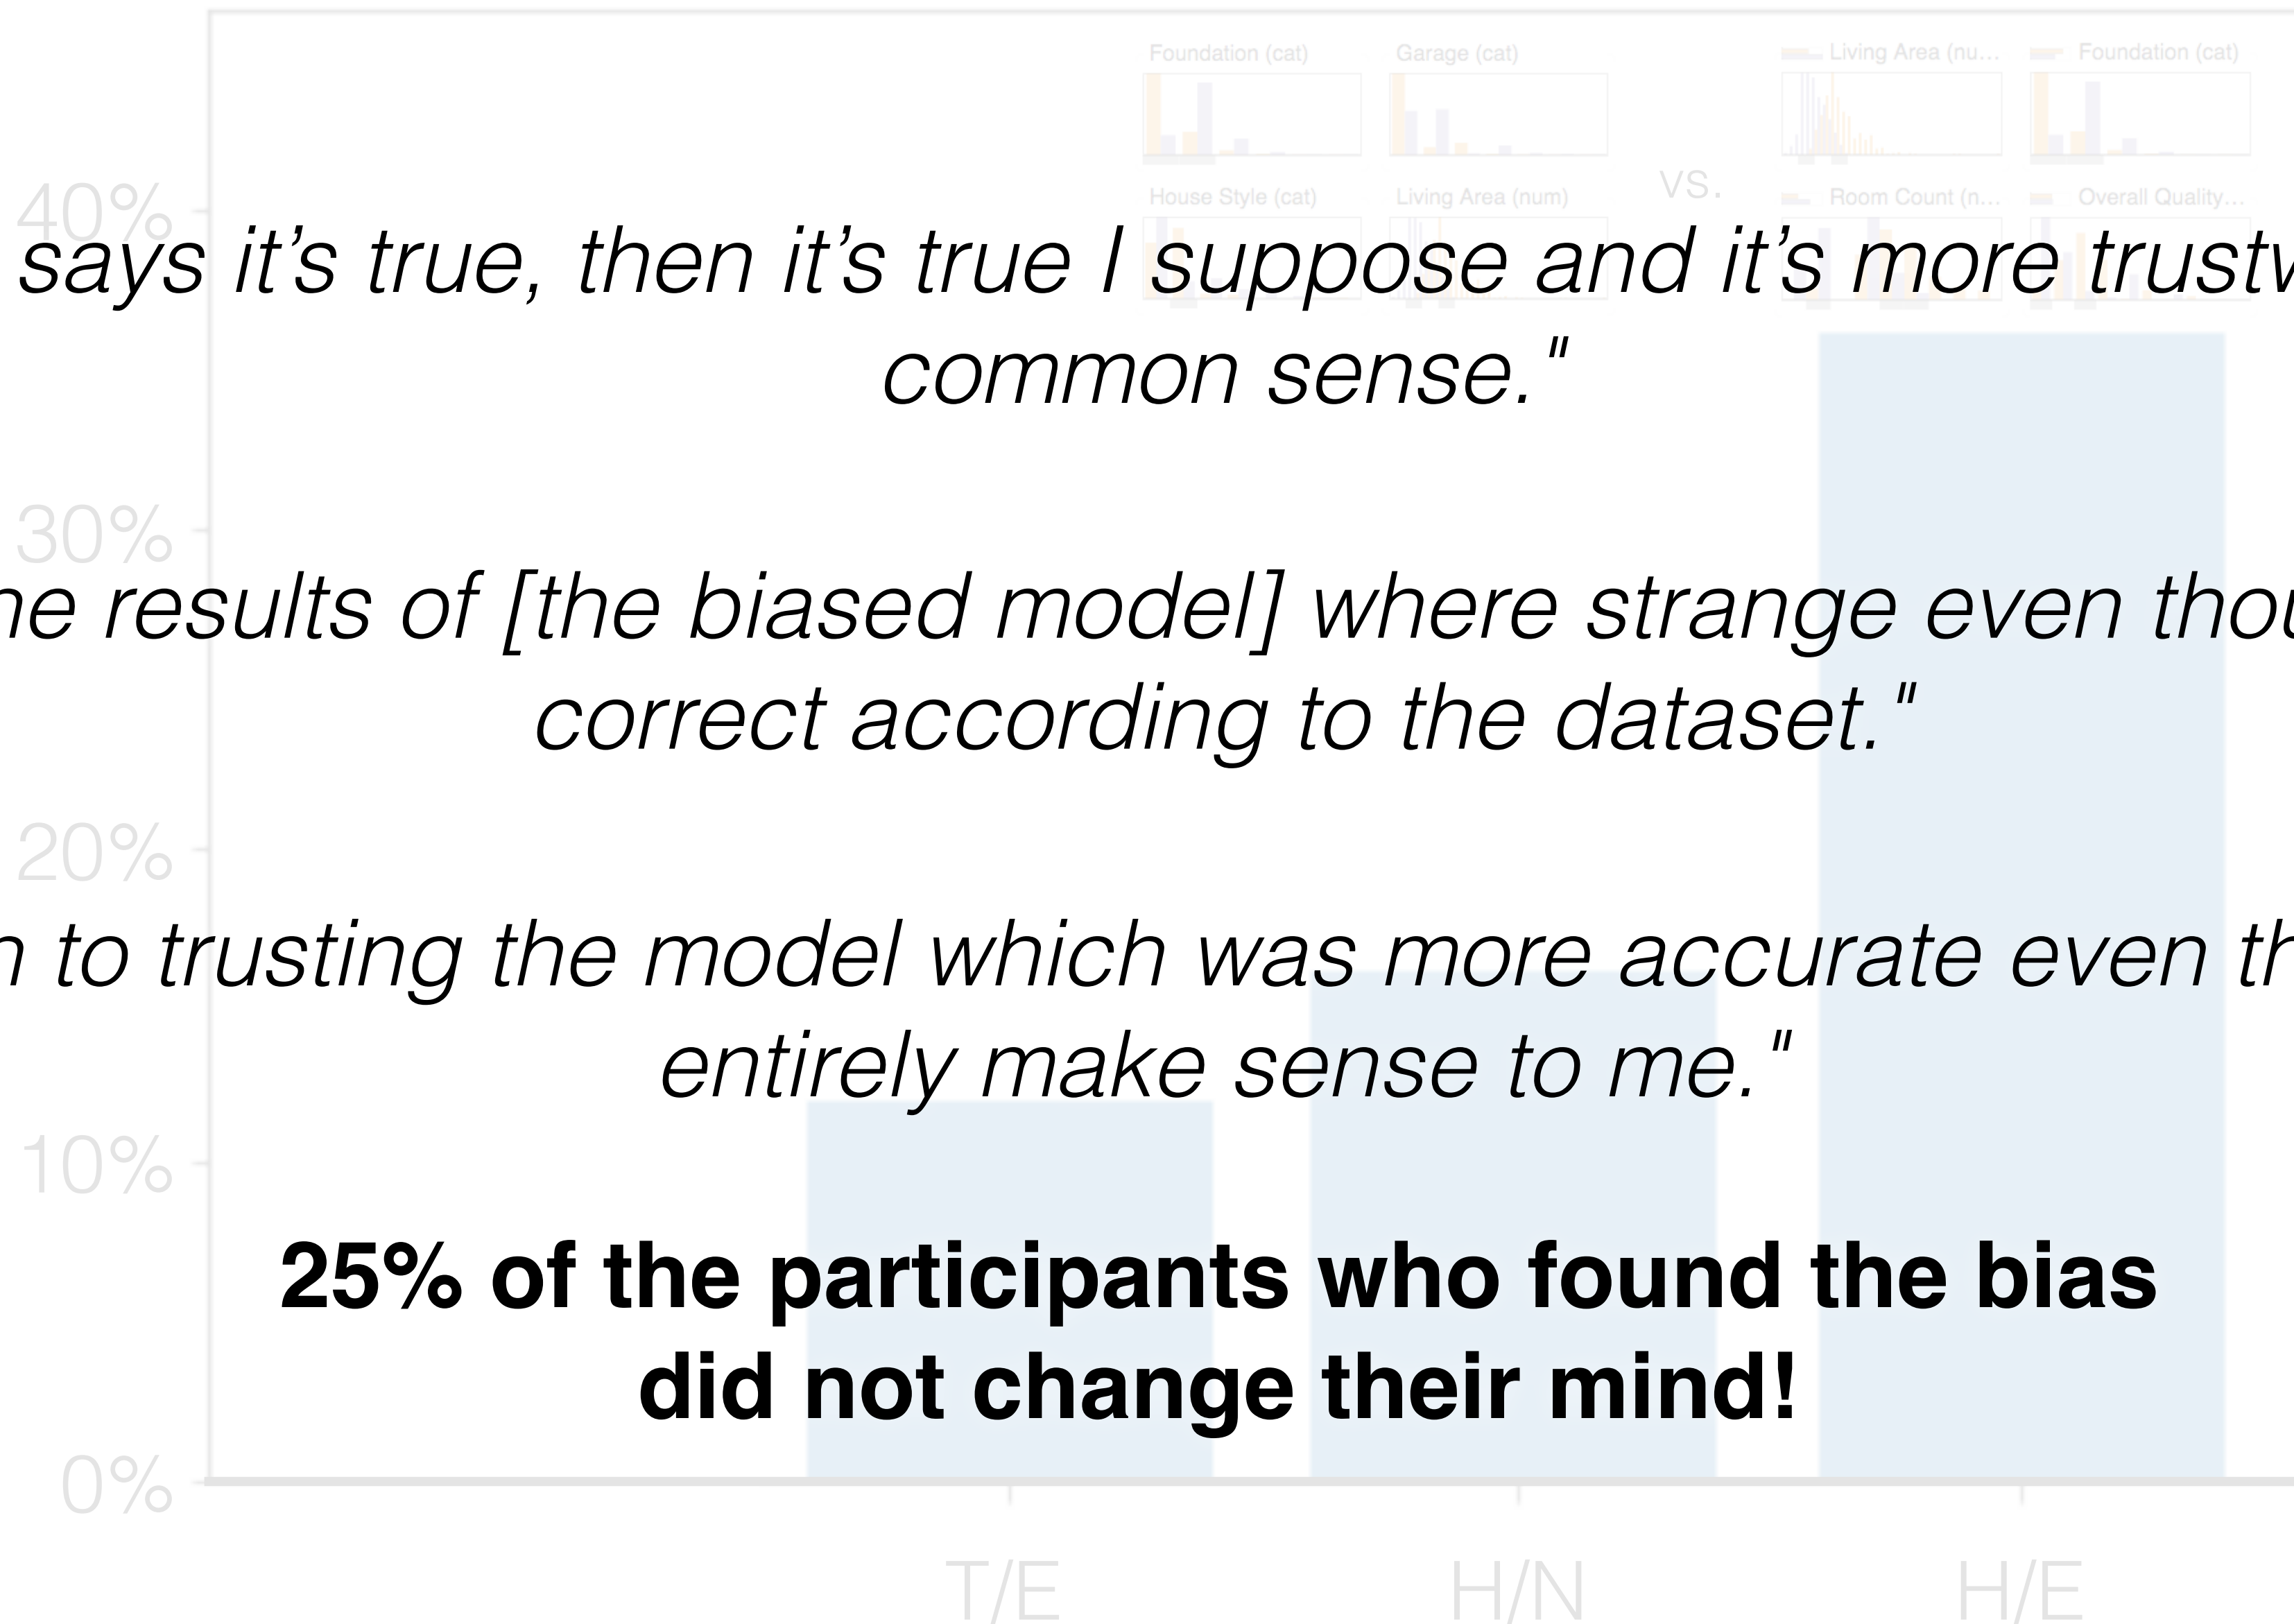 Foundation (cat)
Garage (cat)
Living Area (nu...
Foundation (cat)
House Style (cat)
Living Area (num)
vs.
Room Count (n...
Overall Quality...
40%
says it's true, then it's true I suppose and it's more
common sense."
30%
results of [the biased model] where strange even
correct according to the dataset."
20%
to trusting the model which was more accurate even
entirely make sense to me."
10%
25% of the participants who found the bias
did not change their mind!
0%
T/E
H/N
H/E